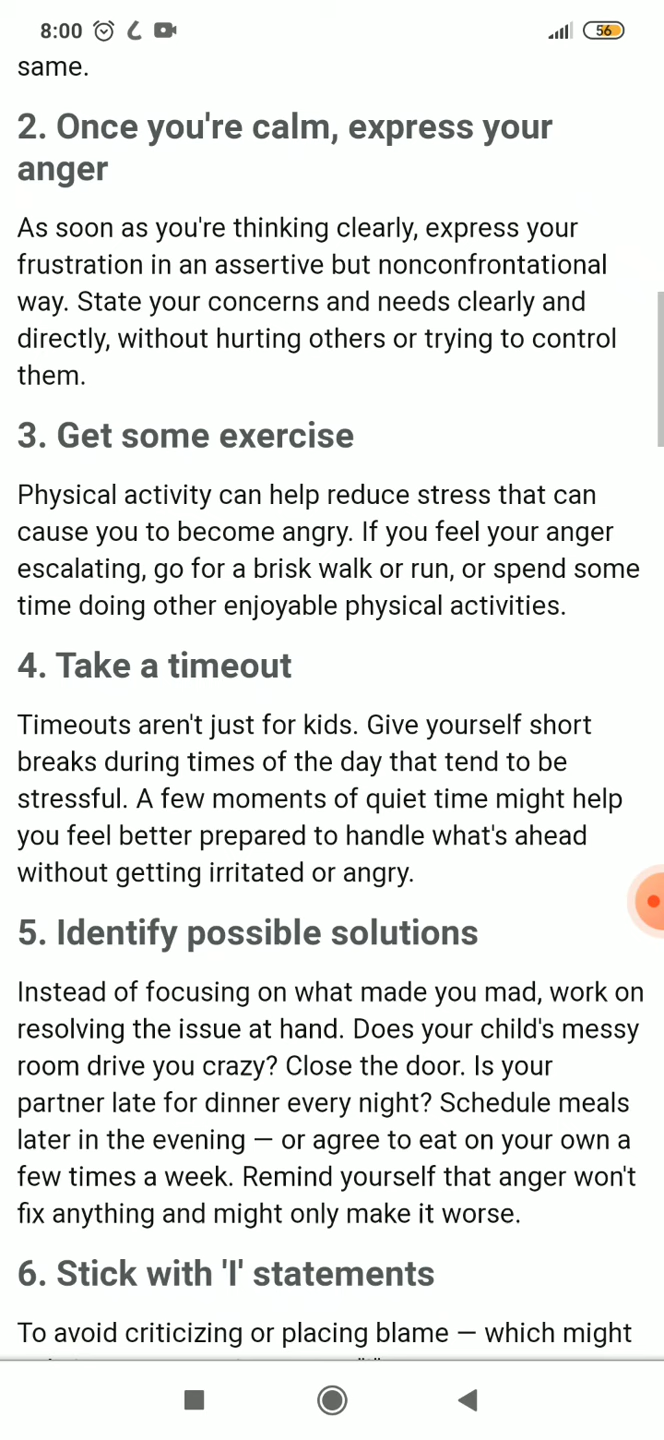 8:00
56
same.
2. Once you're calm, express your
anger
As soon as you're thinking clearly, express your
frustration in an assertive but nonconfrontational
way. State your concerns and needs clearly and
directly, without hurting others or trying to control
them.
3. Get some exercise
Physical activity can help reduce stress that can
cause you to become angry. If you feel your anger
escalating, go for a brisk walk or run, or spend some
time doing other enjoyable physical activities.
4. Take a timeout
Timeouts aren't just for kids. Give yourself short
breaks during times of the day that tend to be
stressful. A few moments of quiet time might help
you feel better prepared to handle what's ahead
without getting irritated or angry.
5. Identify possible solutions
Instead of focusing on what made you mad, work on
resolving the issue at hand. Does your child's messy
room drive you crazy? Close the door. Is your
partner late for dinner every night? Schedule meals
later in the evening — or agree to eat on your own a
few times a week. Remind yourself that anger won't
fix anything and might only make it worse.
6. Stick with 'I' statements
To avoid criticizing or placing blame — which might